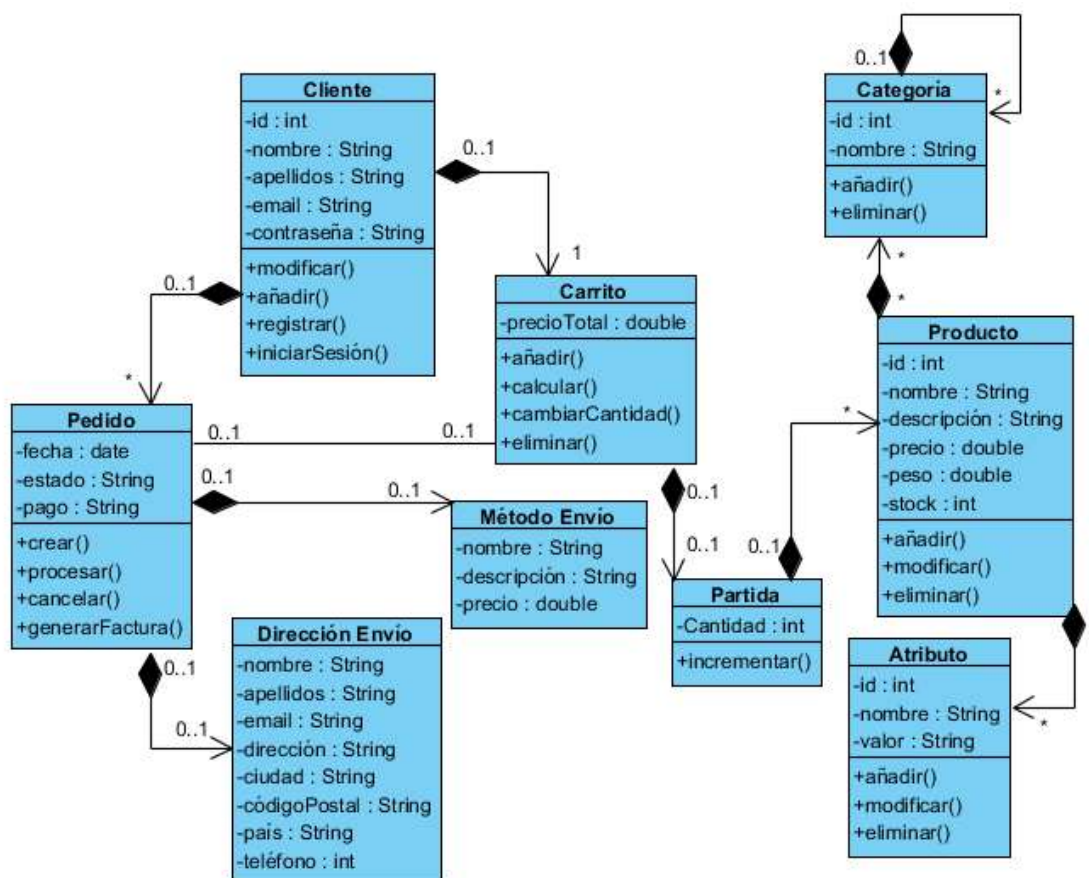 Cliente
-id : int
-nombre : String
-apellidos : String
-email : String
-contraseña : String
+modificar()
+añadir()
+registrar()
+iniciarSesión()
0..1
1
0..1
*
Categoría
-id : int
-nombre : String
+añadir()
+eliminar()
0..1
*
*
*
Carrito
-precioTotal : double
+añadir()
+calcular()
+cambiarCantidad()
+eliminar()
Producto
-id : int
-nombre : String
-descripción : String
-precio : double
-peso : double
-stock : int
+añadir()
+modificar()
+eliminar()
Pedido
-fecha : date
-estado : String
-pago : String
+crear()
+procesar()
+cancelar()
+generarFactura()
0..1
0..1
0..1
0..1
0..1
0..1
*
0..1
Método Envío
-nombre : String
-descripción : String
-precio : double
Partida
-Cantidad : int
+incrementar()
0..1
0..1
Dirección Envío
-nombre : String
-apellidos : String
-email : String
-dirección : String
-ciudad : String
-códigoPostal : String
-país : String
-teléfono : int
Atributo
-id : int
-nombre : String
-valor : String
+añadir()
+modificar()
+eliminar()
*